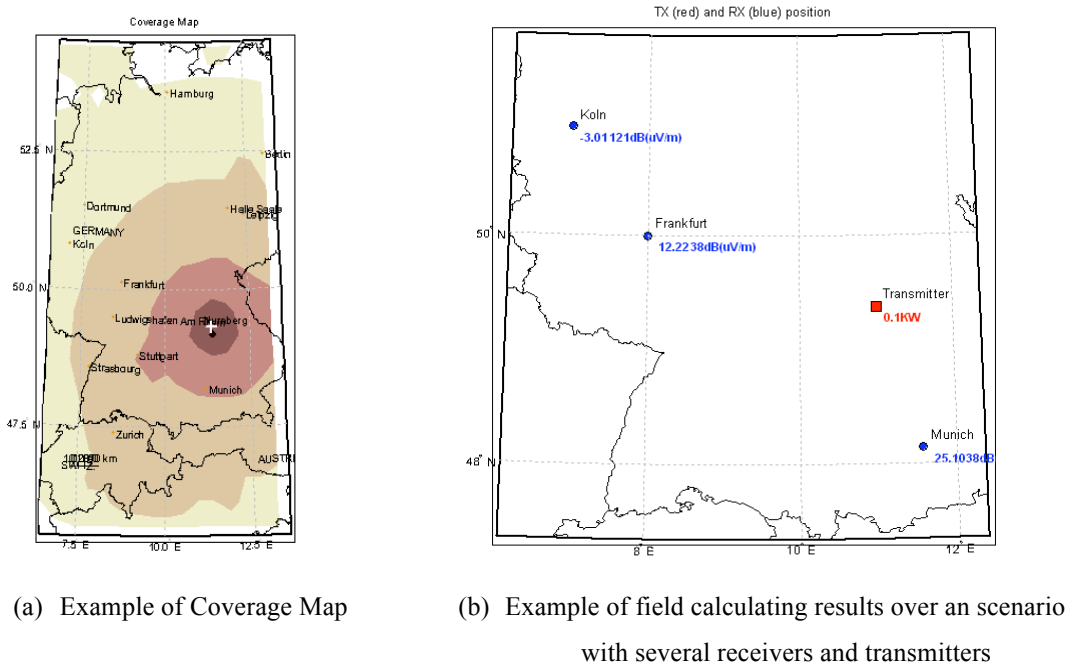 Coverage Map
Hamburg
52.5 N
Berlin
Dortmund
Halle Saale
Leipzig
GERMANY
Koln
50.0 N
Frankfurt
Ludwigshafen Am Rhein
Nurnberg
Stuttgart
Strasbourg
Munich
47.5 N
Zurich
km
AUSTRI
7.5 E
10.0 E
12.5 E
(a) Example of Coverage Map
TX (red) and RX (blue) position
Koln
-3.01121dB(uV/m)
Frankfurt
50° N
12.2238dB(uV/m)
Transmitter
0.1KW
Munich
25.1038dB
48° N
8° E
10° E
12° E
(b) Example of field calculating results over an scenario
with several receivers and transmitters